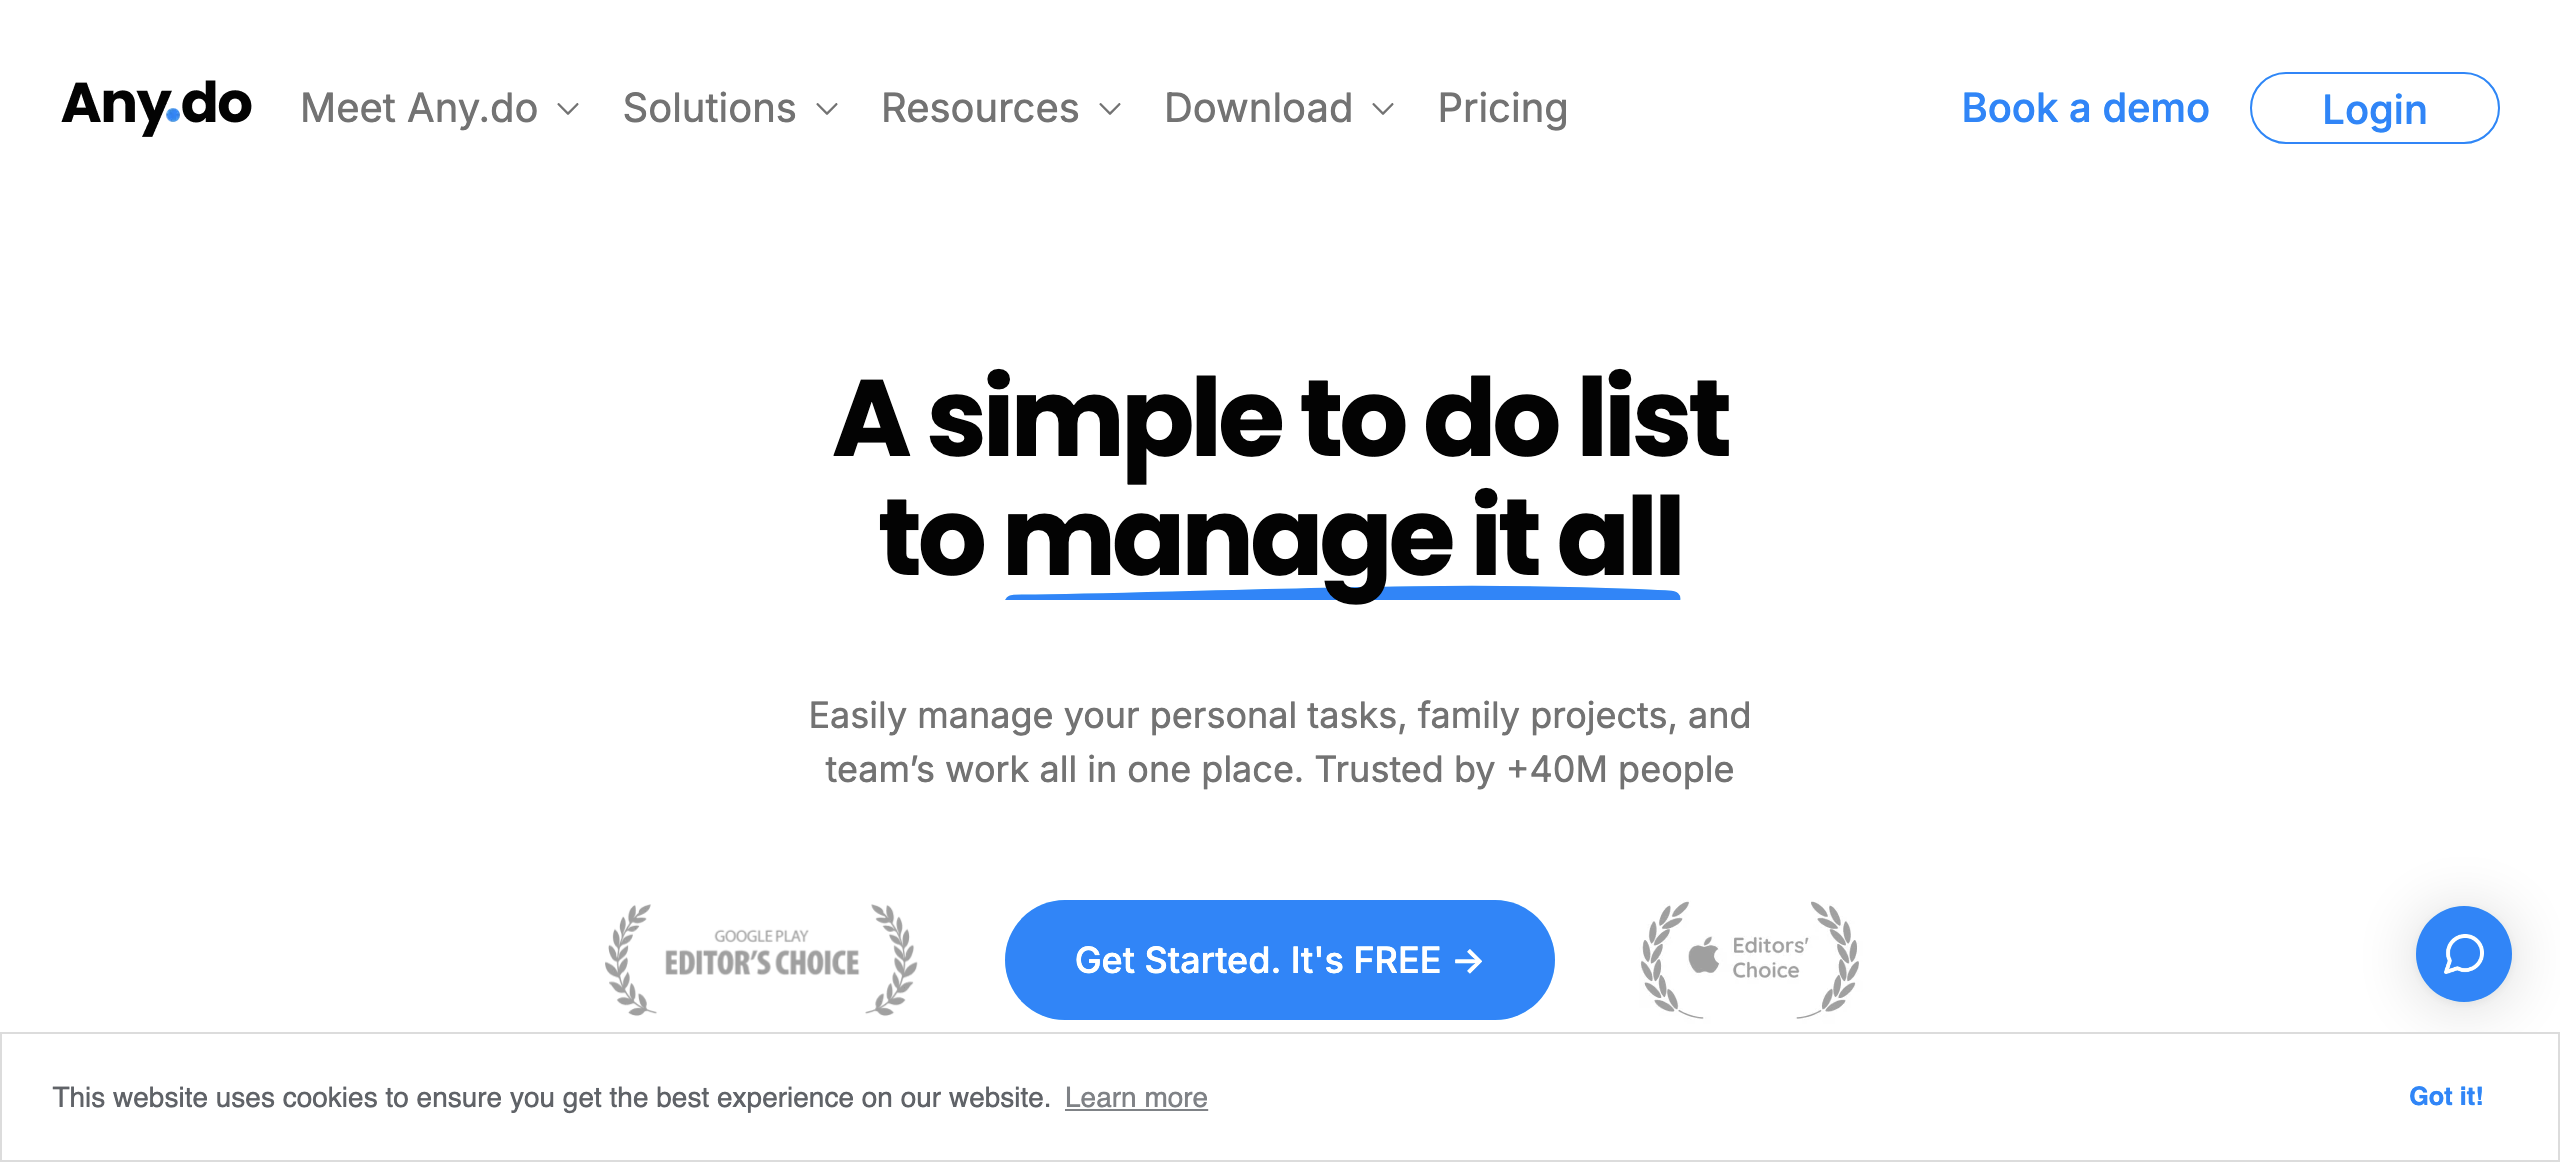 Any.do Meet Any.do Solutions Resources Download Pricing Book a demo Login
A simple to do list
to manage it all
Easily manage your personal tasks, family projects, and
team’s work all in one place. Trusted by +40M people
GOOGLE PLAY
EDITOR'S CHOICE
Get Started. It's FREE →
Editors'
Choice
This website uses cookies to ensure you get the best experience on our website. Learn more Got it!